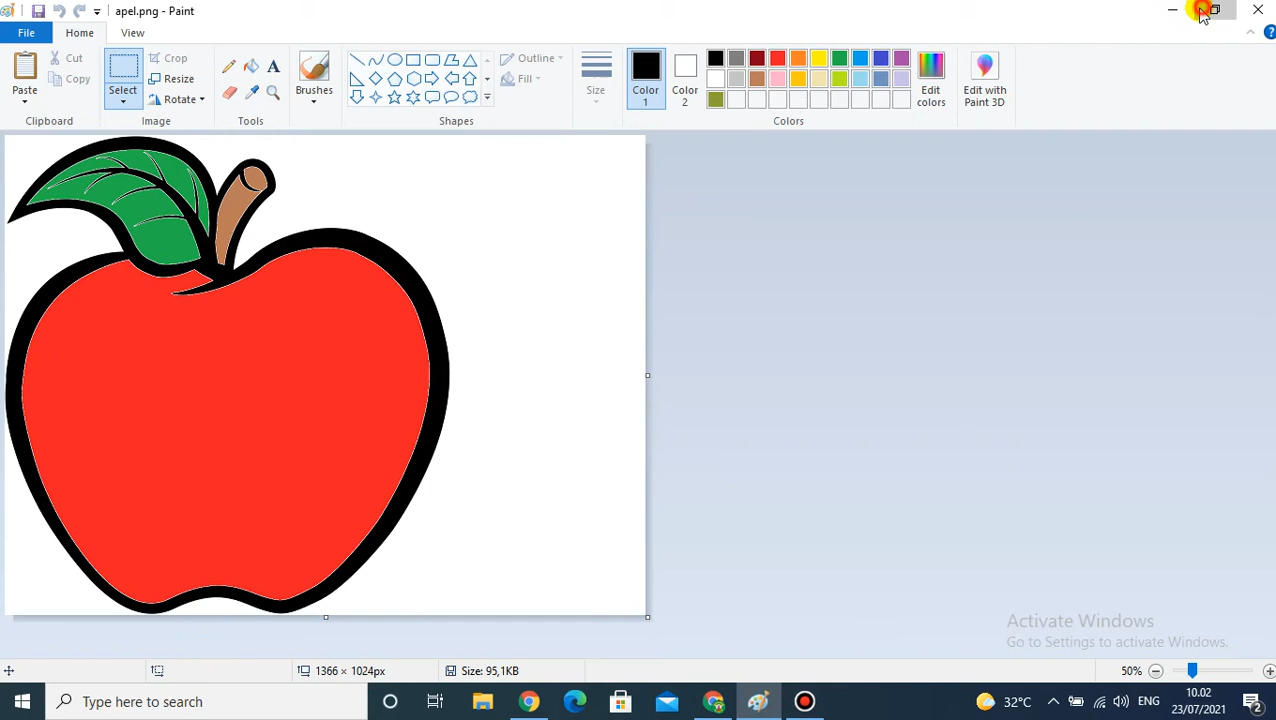 apel.png - Paint
File Home View
Paste
Cut
Copy
Clipboard
Select
Crop
Resize
Rotate
Image
Tools
Brushes
Outline
Fill
Shapes
Size
Color 1
Color 2
Edit colors
Colors
Edit with Paint 3D
Activate Windows
Go to Settings to activate Windows.
1366 × 1024px
Size: 95,1KB
50%
Type here to search
32°C
ENG
10.02
23/07/2021
2